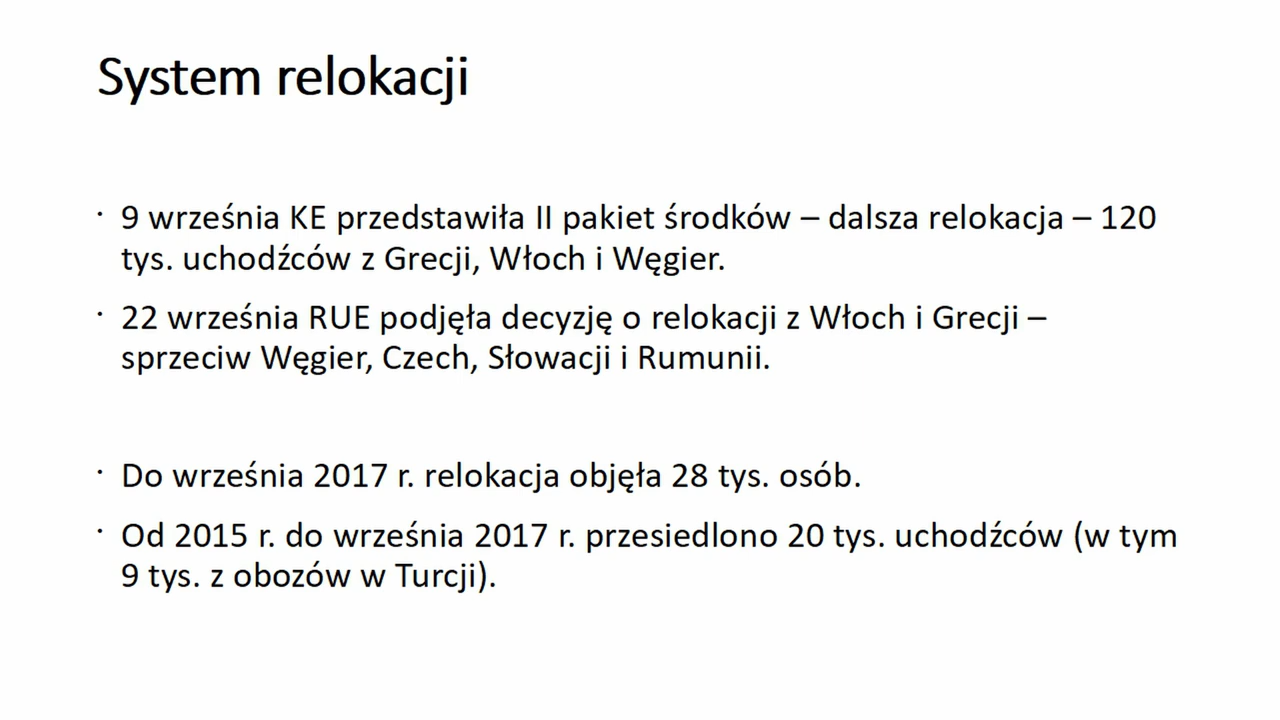 System relokacji
• 9 września KE przedstawiła II pakiet środków – dalsza relokacja – 120
tys. uchodźców z Grecji, Włoch i Węgier.
• 22 września RUE podjęła decyzję o relokacji z Włoch i Grecji –
sprzeciw Węgier, Czech, Słowacji i Rumunii.
• Do września 2017 r. relokacja objęła 28 tys. osób.
• Od 2015 r. do września 2017 r. przesiedlono 20 tys. uchodźców (w tym
9 tys. z obozów w Turcji).